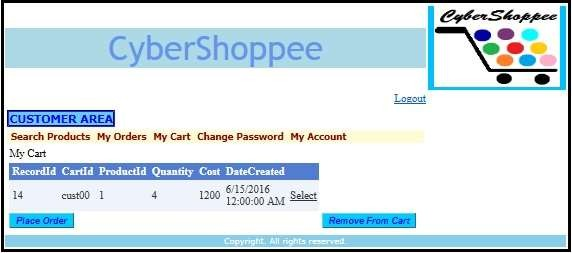 CyberShoppee
CyberShoppee
Logout
CUSTOMER AREA
Search Products My Orders My Cart Change Password My Account
My Cart
RecordId CartId ProductId Quantity Cost DateCreated
14 cust00 1 4 1200 6/15/2016 12:00:00 AM Select
Place Order Remove From Cart
Copyright. All rights reserved.